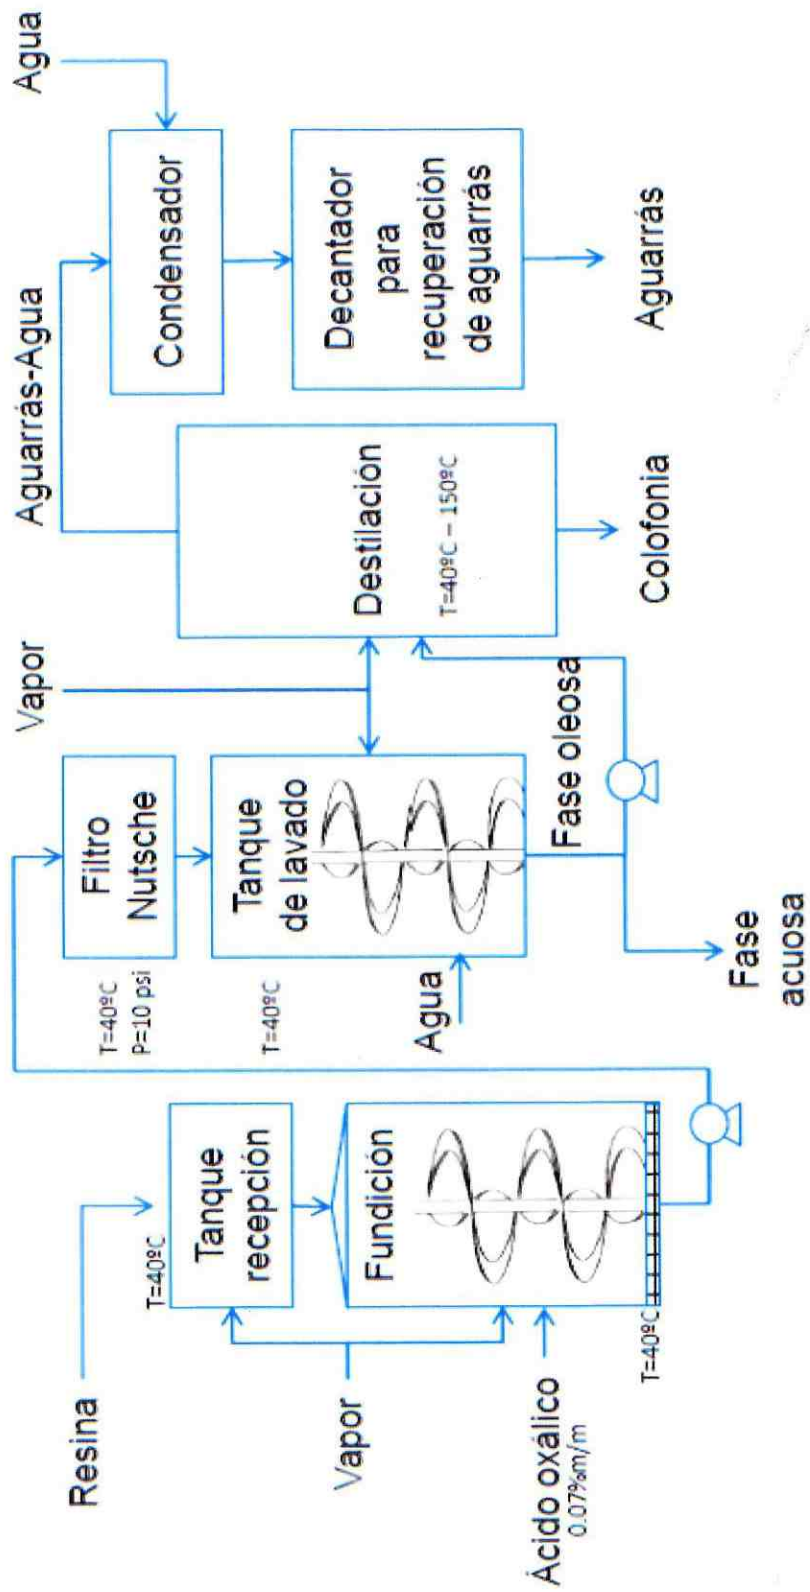 Resina
T=40ºC
Tanque
recepción
Vapor
Fundición
Ácido oxálico
0.07%m/m
T=40ºC
T=40ºC
P=10 psi
Filtro
Nutsche
T=40ºC
Tanque
de lavado
Agua
Fase oleosa
Fase
acuosa
Vapor
Destilación
T=40ºC – 150ºC
Colofonia
Aguarrás-Agua
Agua
Condensador
Decantador
para
recuperación
de aguarrás
Aguarrás